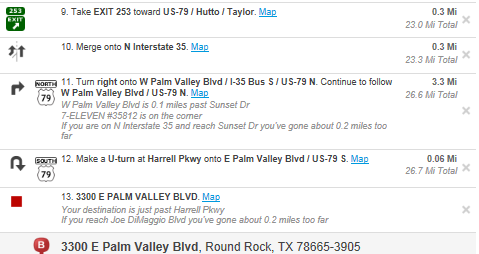 253
EXIT
9. Take EXIT 253 toward US-79 / Hutto / Taylor. Map
0.3 Mi
23.0 Mi Total
10. Merge onto N Interstate 35. Map
0.3 Mi
23.3 Mi Total
NORTH
79
11. Turn right onto W Palm Valley Blvd / I-35 Bus S / US-79 N. Continue to follow
W Palm Valley Blvd / US-79 N. Map
3.3 Mi
26.6 Mi Total
W Palm Valley Blvd is 0.1 miles past Sunset Dr
7-ELEVEN #35812 is on the corner
If you are on N Interstate 35 and reach Sunset Dr you've gone about 0.2 miles too
far
SOUTH
79
12. Make a U-turn at Harrell Pkwy onto E Palm Valley Blvd / US-79 S. Map
0.06 Mi
26.7 Mi Total
13. 3300 E PALM VALLEY BLVD. Map
Your destination is just past Harrell Pkwy
If you reach Joe DiMaggio Blvd you've gone about 0.2 miles too far
B
3300 E Palm Valley Blvd, Round Rock, TX 78665-3905